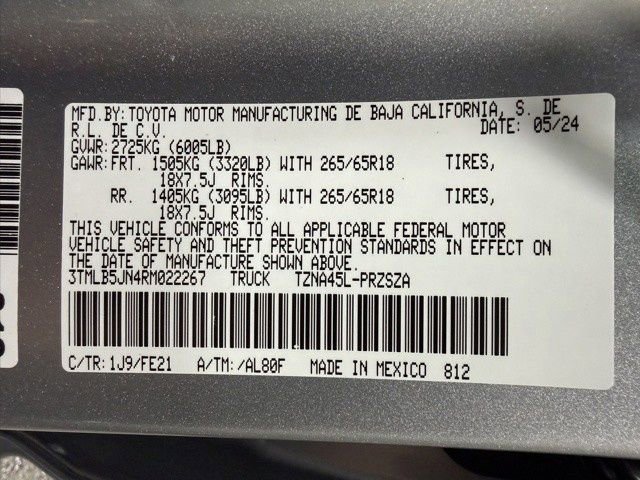 MFD.BY:TOYOTA MOTOR MANUFACTURING DE BAJA CALIFORNIA, S. DE
R.L. DE C.V. DATE: 05/24
GVWR:2725KG (6005LB)
GAWR:FRT. 1505KG (3320LB) WITH 265/65R18 TIRES,
18X7.5J RIMS.
RR. 1405KG (3095LB) WITH 265/65R18 TIRES,
18X7.5J RIMS.
THIS VEHICLE CONFORMS TO ALL APPLICABLE FEDERAL MOTOR
VEHICLE SAFETY AND THEFT PREVENTION STANDARDS IN EFFECT ON
THE DATE OF MANUFACTURE SHOWN ABOVE.
3TMLB5JN4RM022267 TRUCK TZNA45L-PRZSZA
C/TR:1J9/FE21 A/TM:/AL80F MADE IN MEXICO 812